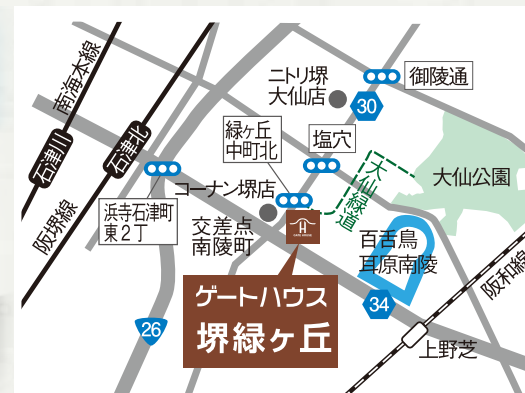 南海本線
石津川
石津北
阪堺線
ニトリ堺
大仙店
御陵通
30
緑ヶ丘
中町北
塩穴
大仙公園
大仙緑道
浜寺石津町
東2丁
コーナン堺店
交差点
南陵町
百舌鳥
耳原南陵
阪和線
34
上野芝
26
ゲートハウス
堺緑ヶ丘